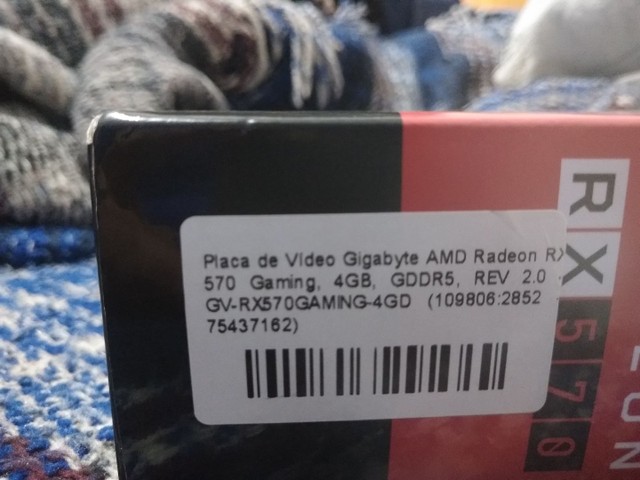 Placa de Vídeo Gigabyte AMD Radeon RX
570 Gaming, 4GB, GDDR5, REV 2.0 -
GV-RX570GAMING-4GD (109806:2852
75437162)
RX
570
EON